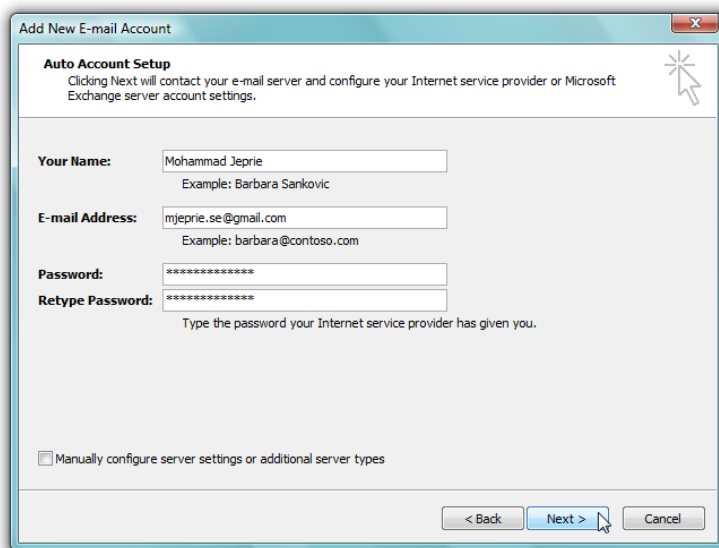 Add New E-mail Account
Auto Account Setup
Clicking Next will contact your e-mail server and configure your Internet service provider or Microsoft
Exchange server account settings.
Your Name: Mohammad Jeprie
Example: Barbara Sankovic
E-mail Address: mjeprie.se@gmail.com
Example: barbara@contoso.com
Password: *************
Retype Password: *************
Type the password your Internet service provider has given you.
Manually configure server settings or additional server types
< Back Next > Cancel